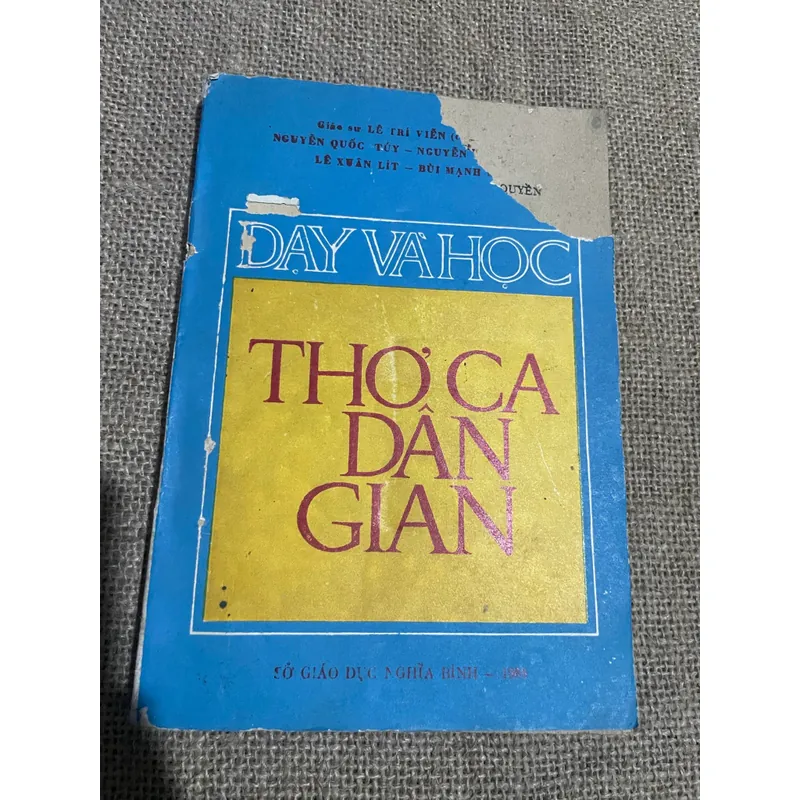 Giáo sư LÊ TRÍ VIỄN
NGUYỄN QUỐC TÚY – NGUYỄN
LÊ XUÂN LÍT – BÙI MẠNH
QUYỀN
DẠY VÀ HỌC
THƠ CA
DÂN
GIAN
SỞ GIÁO DỤC NGHĨA BÌNH –